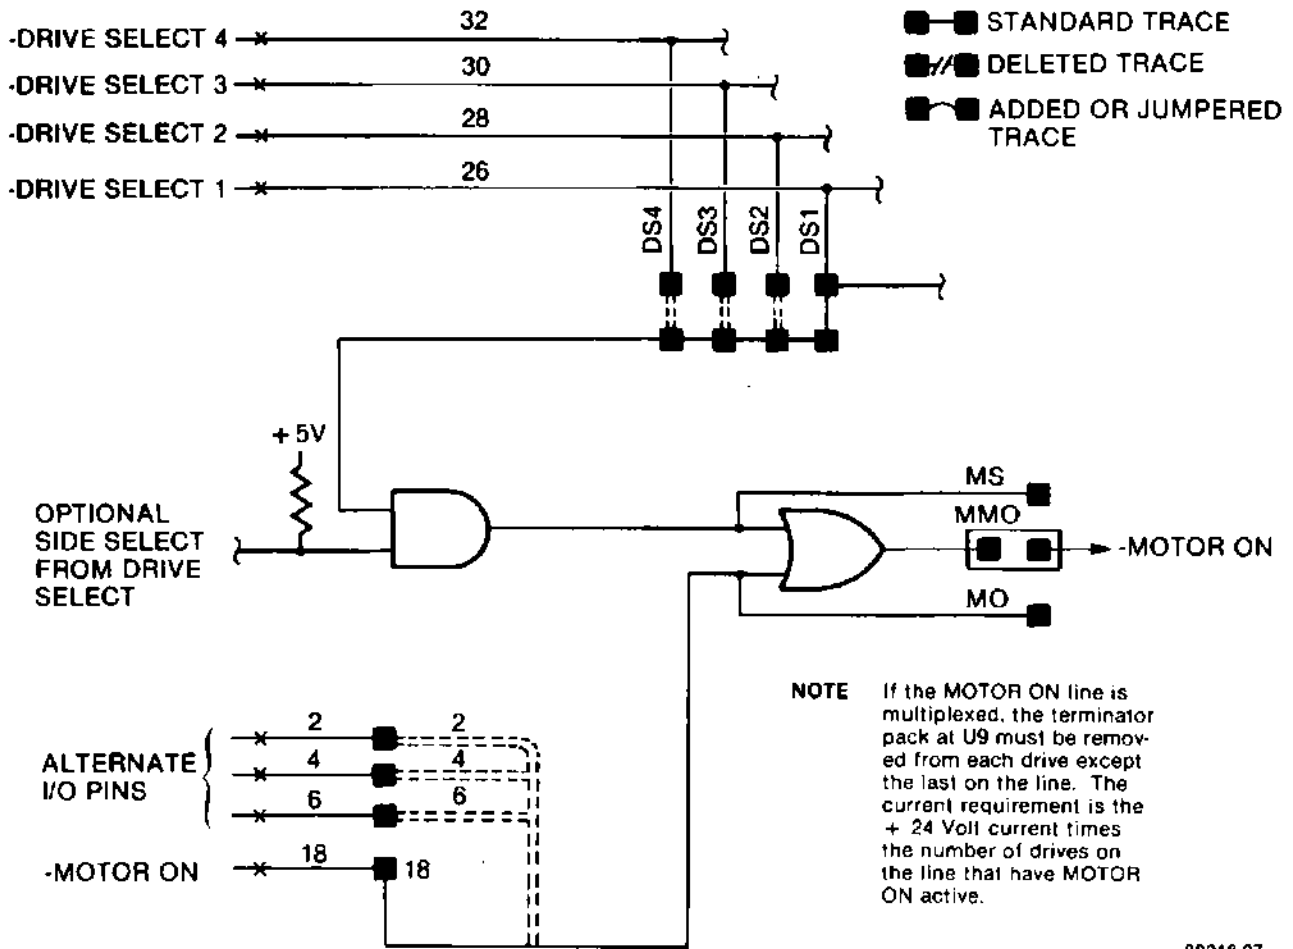 -DRIVE SELECT 4
32
-DRIVE SELECT 3
30
-DRIVE SELECT 2
28
-DRIVE SELECT 1
26
STANDARD TRACE
DELETED TRACE
ADDED OR JUMPERED
TRACE
DS4
DS3
DS2
DS1
+ 5V
OPTIONAL
SIDE SELECT
FROM DRIVE
SELECT
MS
MMO
-MOTOR ON
MO
ALTERNATE
I/O PINS
2
2
4
4
6
6
-MOTOR ON
18
18
NOTE If the MOTOR ON line is
multiplexed, the terminator
pack at U9 must be remov-
ed from each drive except
the last on the line. The
current requirement is the
+ 24 Volt current times
the number of drives on
the line that have MOTOR
ON active.